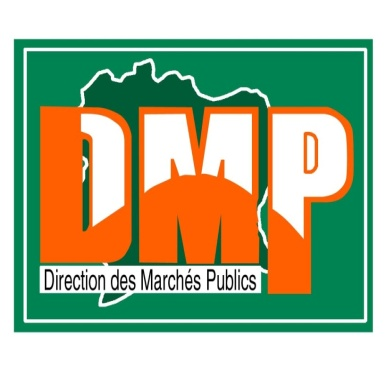 DMP
Direction des Marchés Publics